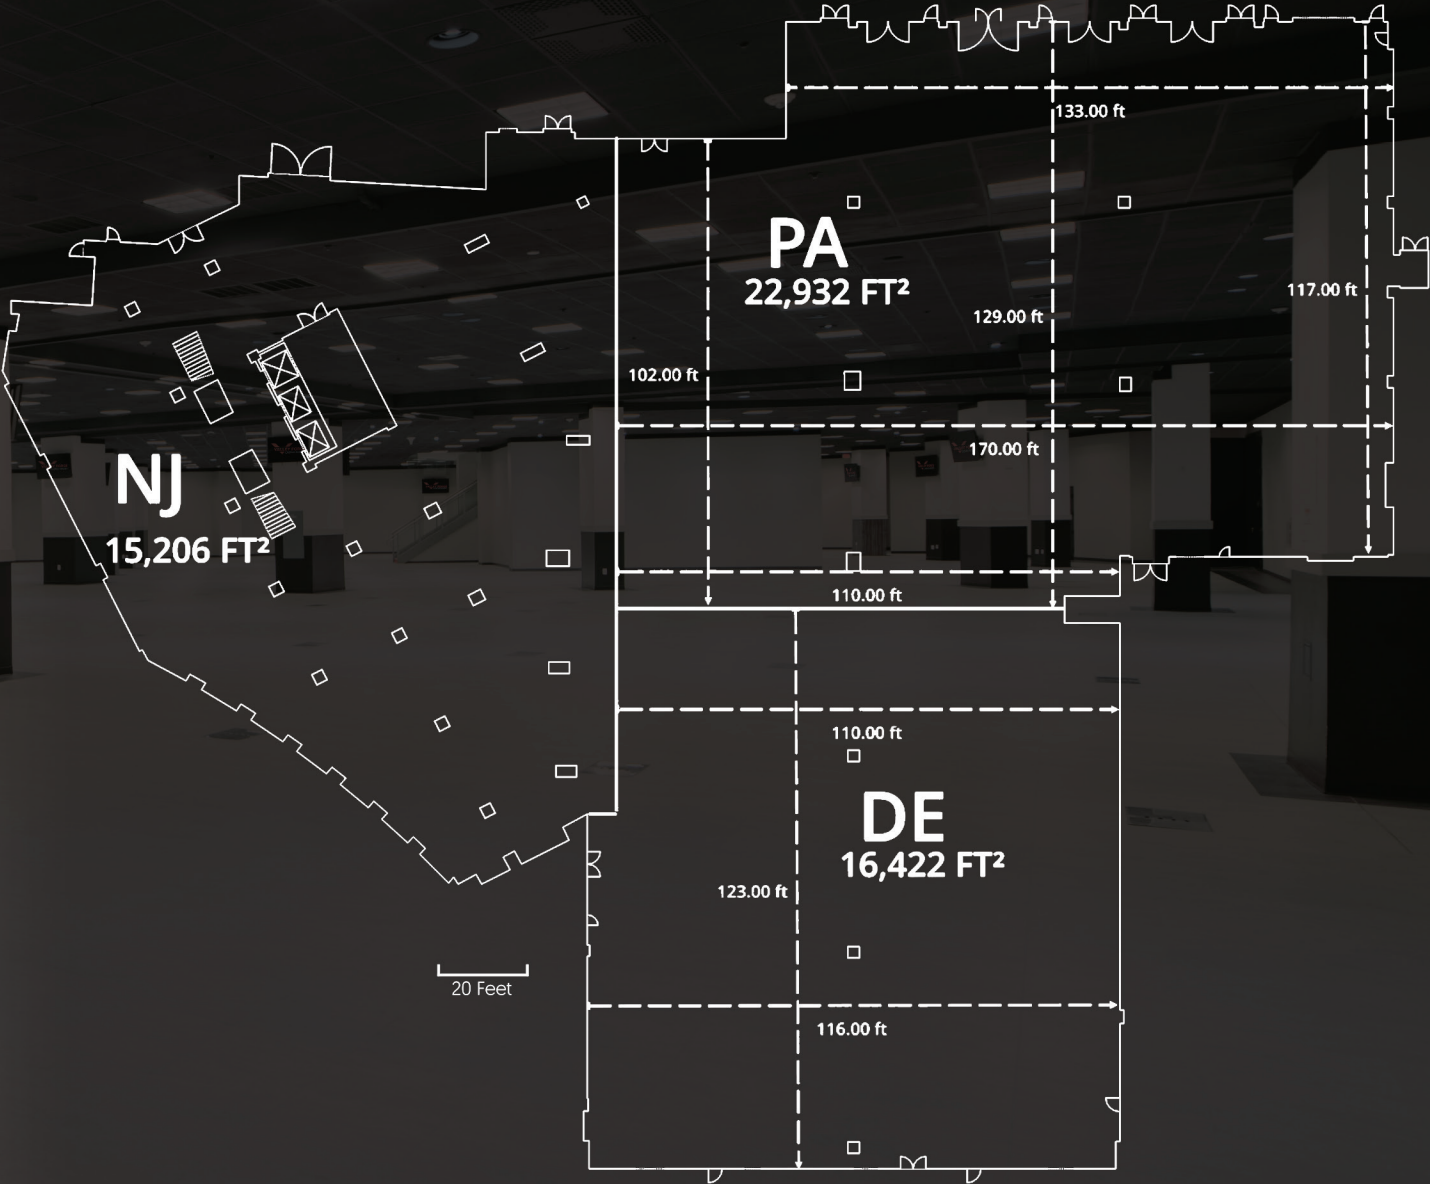 133.00 ft
PA
22,932 FT²
117.00 ft
129.00 ft
102.00 ft
170.00 ft
NJ
15,206 FT²
110.00 ft
110.00 ft
DE
16,422 FT²
123.00 ft
20 Feet
116.00 ft